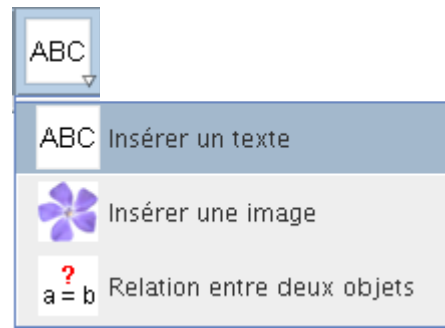 ABC
ABC Insérer un texte
Insérer une image
? a = b Relation entre deux objets